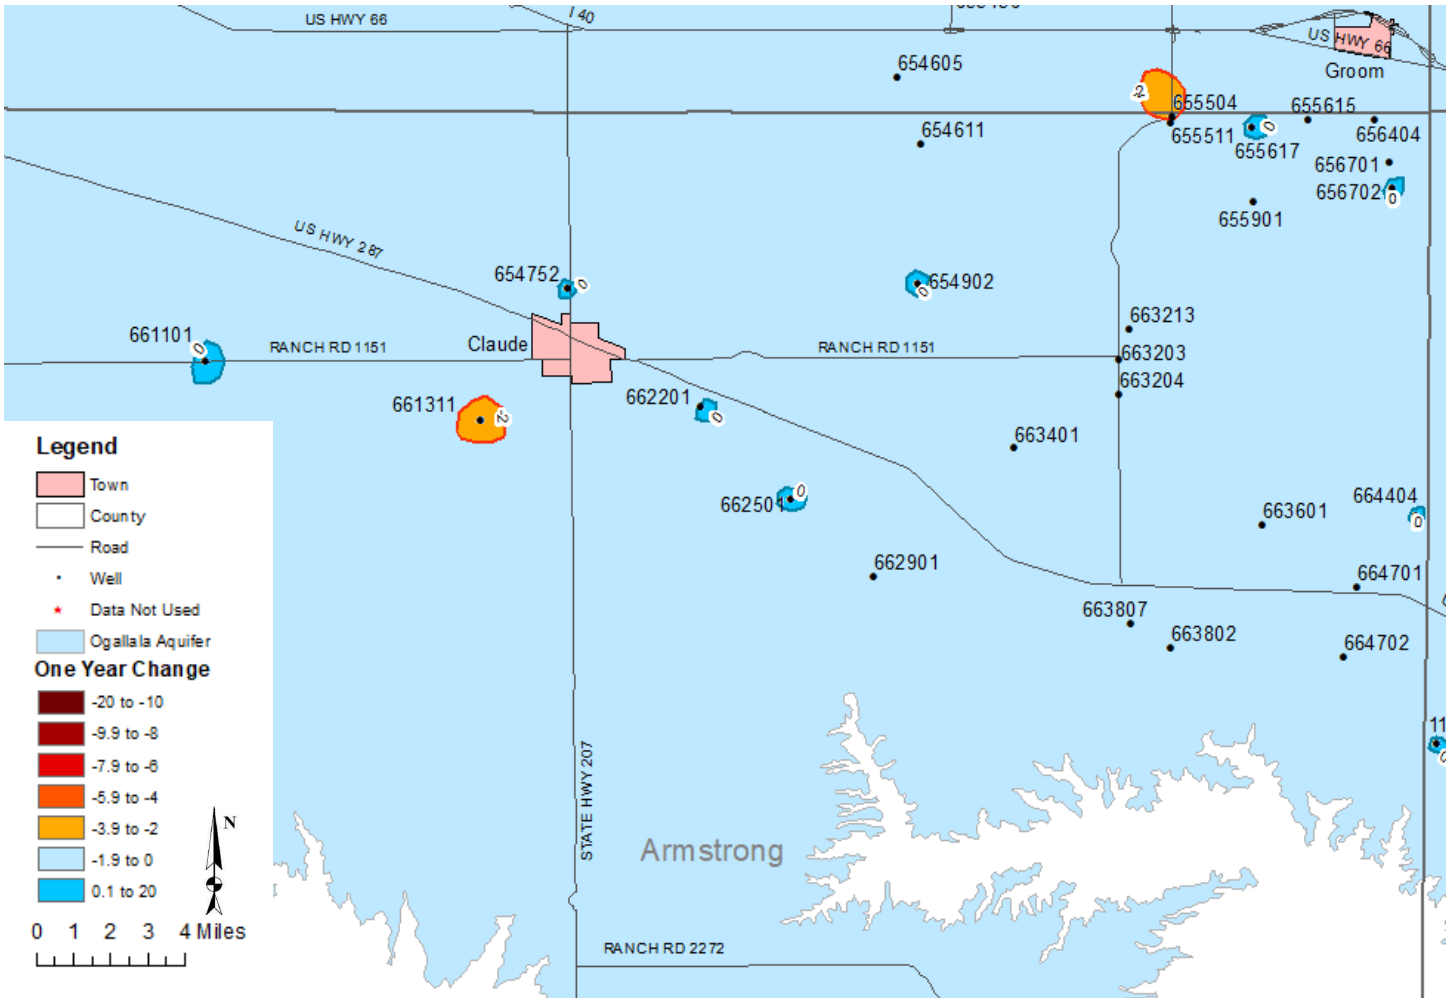 US HWY 66
I 40
US HWY 66
Groom
654605
2
655504
655615
654611
655511
0
656404
655617
656701
656702
0
655901
US HWY 287
654752
0
654902
0
663213
661101
0
RANCH RD 1151
Claude
RANCH RD 1151
663203
663204
662201
0
661311
-2
663401
Legend
Town
County
Road
Well
Data Not Used
Ogallala Aquifer
One Year Change
-20 to -10
-9.9 to -8
-7.9 to -6
-5.9 to -4
-3.9 to -2
-1.9 to 0
0.1 to 20
N
0 1 2 3 4 Miles
662501
0
664404
0
663601
662901
664701
663807
663802
664702
11
0
STATE HWY 207
Armstrong
RANCH RD 2272